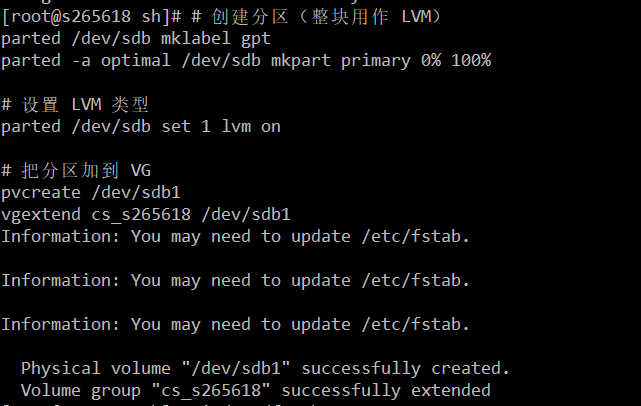 [root@s265618 sh]# # 创建分区（整块用作 LVM）
parted /dev/sdb mklabel gpt
parted -a optimal /dev/sdb mkpart primary 0% 100%
# 设置 LVM 类型
parted /dev/sdb set 1 lvm on
# 把分区加到 VG
pvcreate /dev/sdb1
vgextend cs_s265618 /dev/sdb1
Information: You may need to update /etc/fstab.
Information: You may need to update /etc/fstab.
Information: You may need to update /etc/fstab.
Physical volume "/dev/sdb1" successfully created.
Volume group "cs_s265618" successfully extended